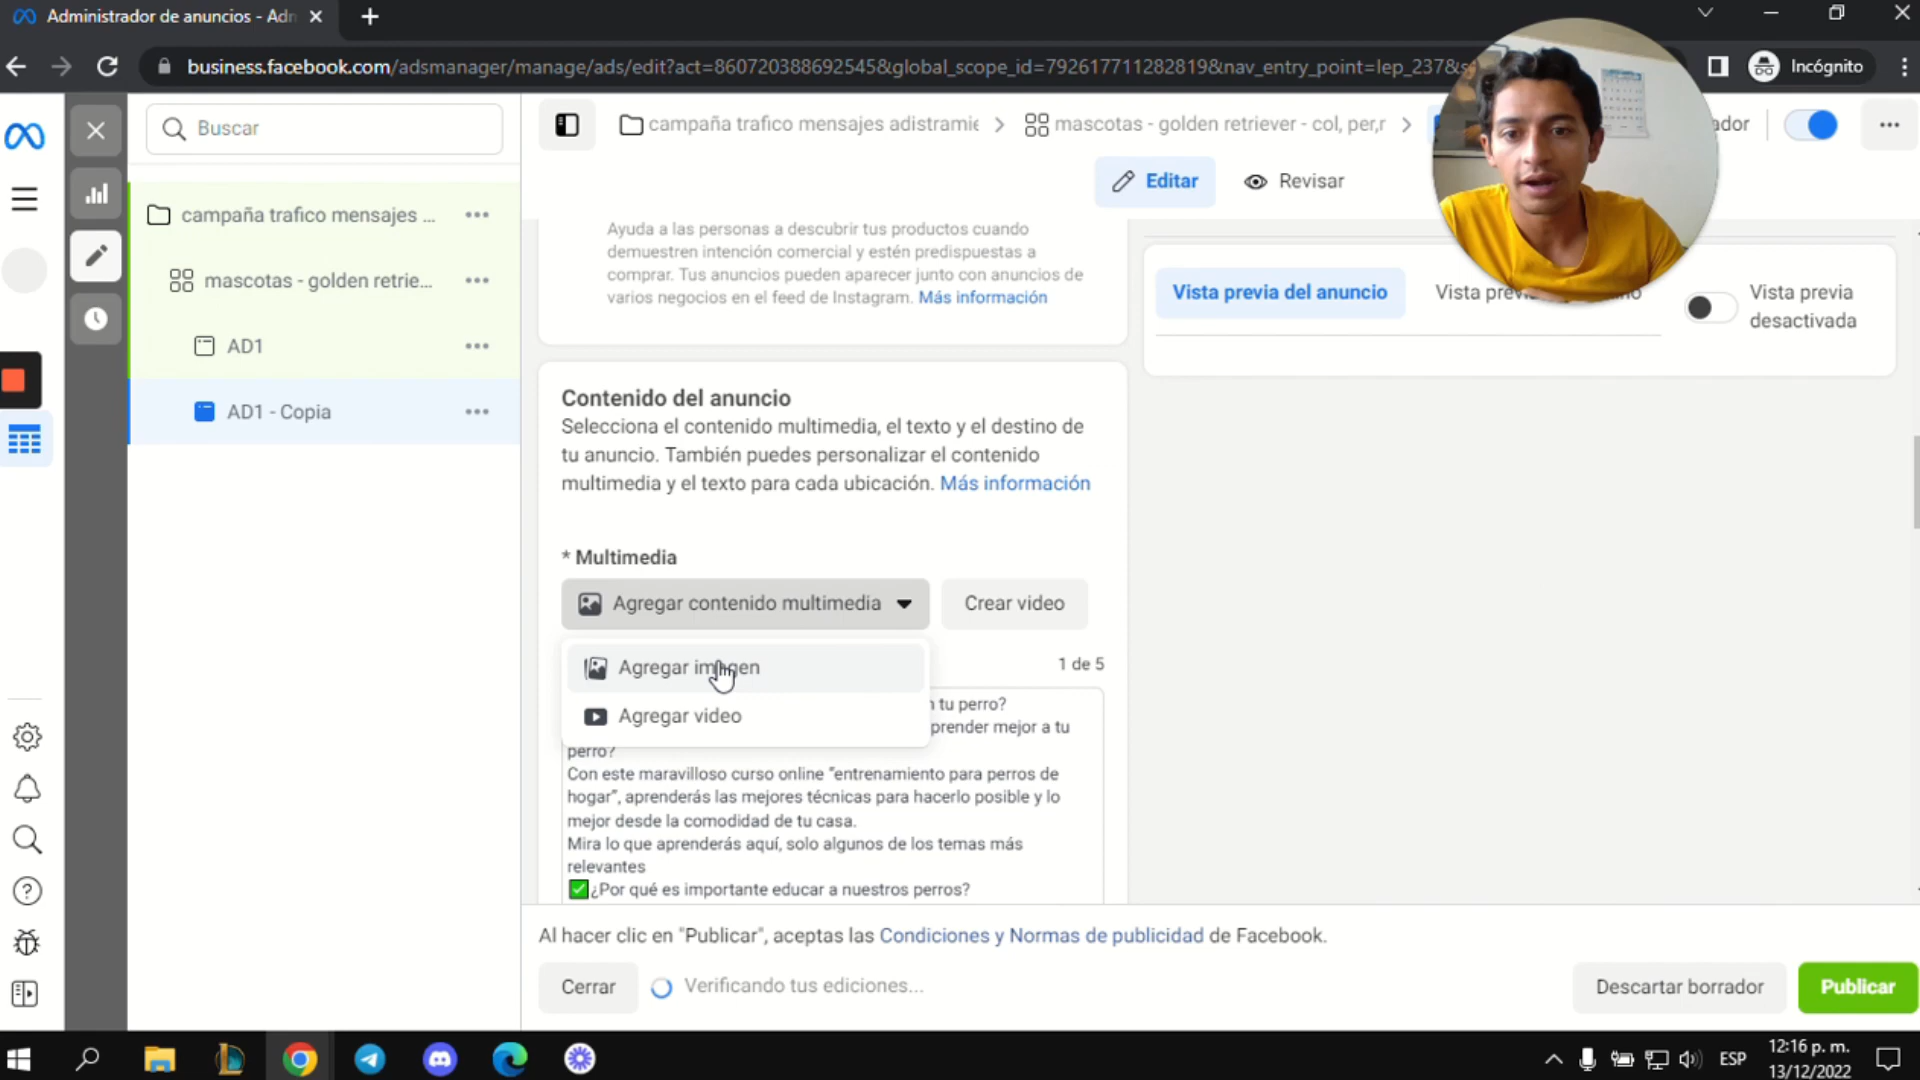 Administrador de anuncios - Adn
business.facebook.com/adsmanager/manage/ads/edit?act=860720388692545&global_scope_id=792617711282819&nav_entry_point=lep_237&s
Incógnito
Buscar
campaña trafico mensajes adistramie
mascotas - golden retriever - col, per,r
ador
Editar
Revisar
campaña trafico mensajes ...
mascotas - golden retrie...
AD1
AD1 - Copia
Ayuda a las personas a descubrir tus productos cuando
demuestren intención comercial y estén predispuestas a
comprar. Tus anuncios pueden aparecer junto con anuncios de
varios negocios en el feed de Instagram. Más información
Vista previa del anuncio
Vista previa
desactivada
Contenido del anuncio
Selecciona el contenido multimedia, el texto y el destino de
tu anuncio. También puedes personalizar el contenido
multimedia y el texto para cada ubicación. Más información
* Multimedia
Agregar contenido multimedia
Crear video
Agregar imagen
1 de 5
Agregar video
tu perro?
prender mejor a tu
perro?
Con este maravilloso curso online "entrenamiento para perros de
hogar", aprenderás las mejores técnicas para hacerlo posible y lo
mejor desde la comodidad de tu casa.
Mira lo que aprenderás aquí, solo algunos de los temas más
relevantes
✅¿Por qué es importante educar a nuestros perros?
Al hacer clic en "Publicar", aceptas las Condiciones y Normas de publicidad de Facebook.
Cerrar
Verificando tus ediciones...
Descartar borrador
Publicar
ESP
12:16 p. m.
13/12/2022